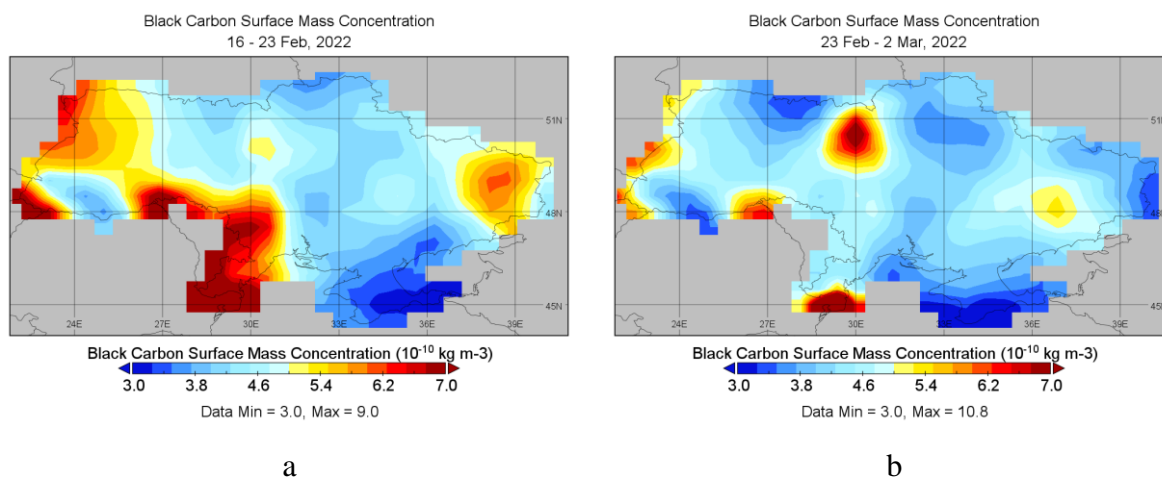 Black Carbon Surface Mass Concentration
16 - 23 Feb, 2022
51N
48N
45N
24E 27E 30E 33E 36E 39E
Black Carbon Surface Mass Concentration (10⁻¹⁰ kg m-3)
3.0 3.8 4.6 5.4 6.2 7.0
Data Min = 3.0, Max = 9.0
a
Black Carbon Surface Mass Concentration
23 Feb - 2 Mar, 2022
51N
48N
45N
24E 27E 30E 33E 36E 39E
Black Carbon Surface Mass Concentration (10⁻¹⁰ kg m-3)
3.0 3.8 4.6 5.4 6.2 7.0
Data Min = 3.0, Max = 10.8
b